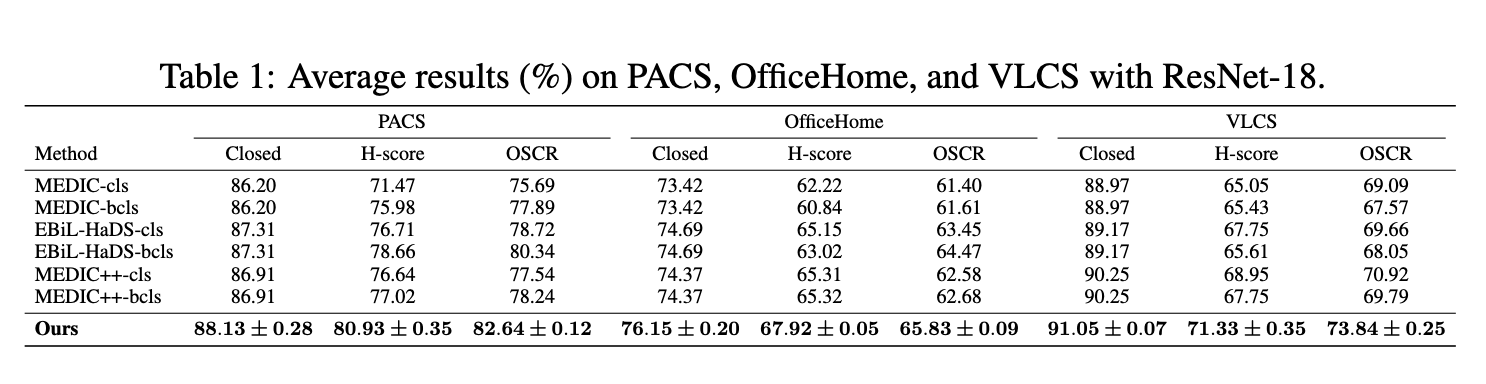 Table 1: Average results (%) on PACS, OfficeHome, and VLCS with ResNet-18.
PACS OfficeHome VLCS
Method Closed H-score OSCR Closed H-score OSCR Closed H-score OSCR
MEDIC-cls 86.20 71.47 75.69 73.42 62.22 61.40 88.97 65.05 69.09
MEDIC-bcls 86.20 75.98 77.89 73.42 60.84 61.61 88.97 65.43 67.57
EBiL-HaDS-cls 87.31 76.71 78.72 74.69 65.15 63.45 89.17 67.75 69.66
EBiL-HaDS-bcls 87.31 78.66 80.34 74.69 63.02 64.47 89.17 65.61 68.05
MEDIC++-cls 86.91 76.64 77.54 74.37 65.31 62.58 90.25 68.95 70.92
MEDIC++-bcls 86.91 77.02 78.24 74.37 65.32 62.68 90.25 67.75 69.79
Ours 88.13 ± 0.28 80.93 ± 0.35 82.64 ± 0.12 76.15 ± 0.20 67.92 ± 0.05 65.83 ± 0.09 91.05 ± 0.07 71.33 ± 0.35 73.84 ± 0.25